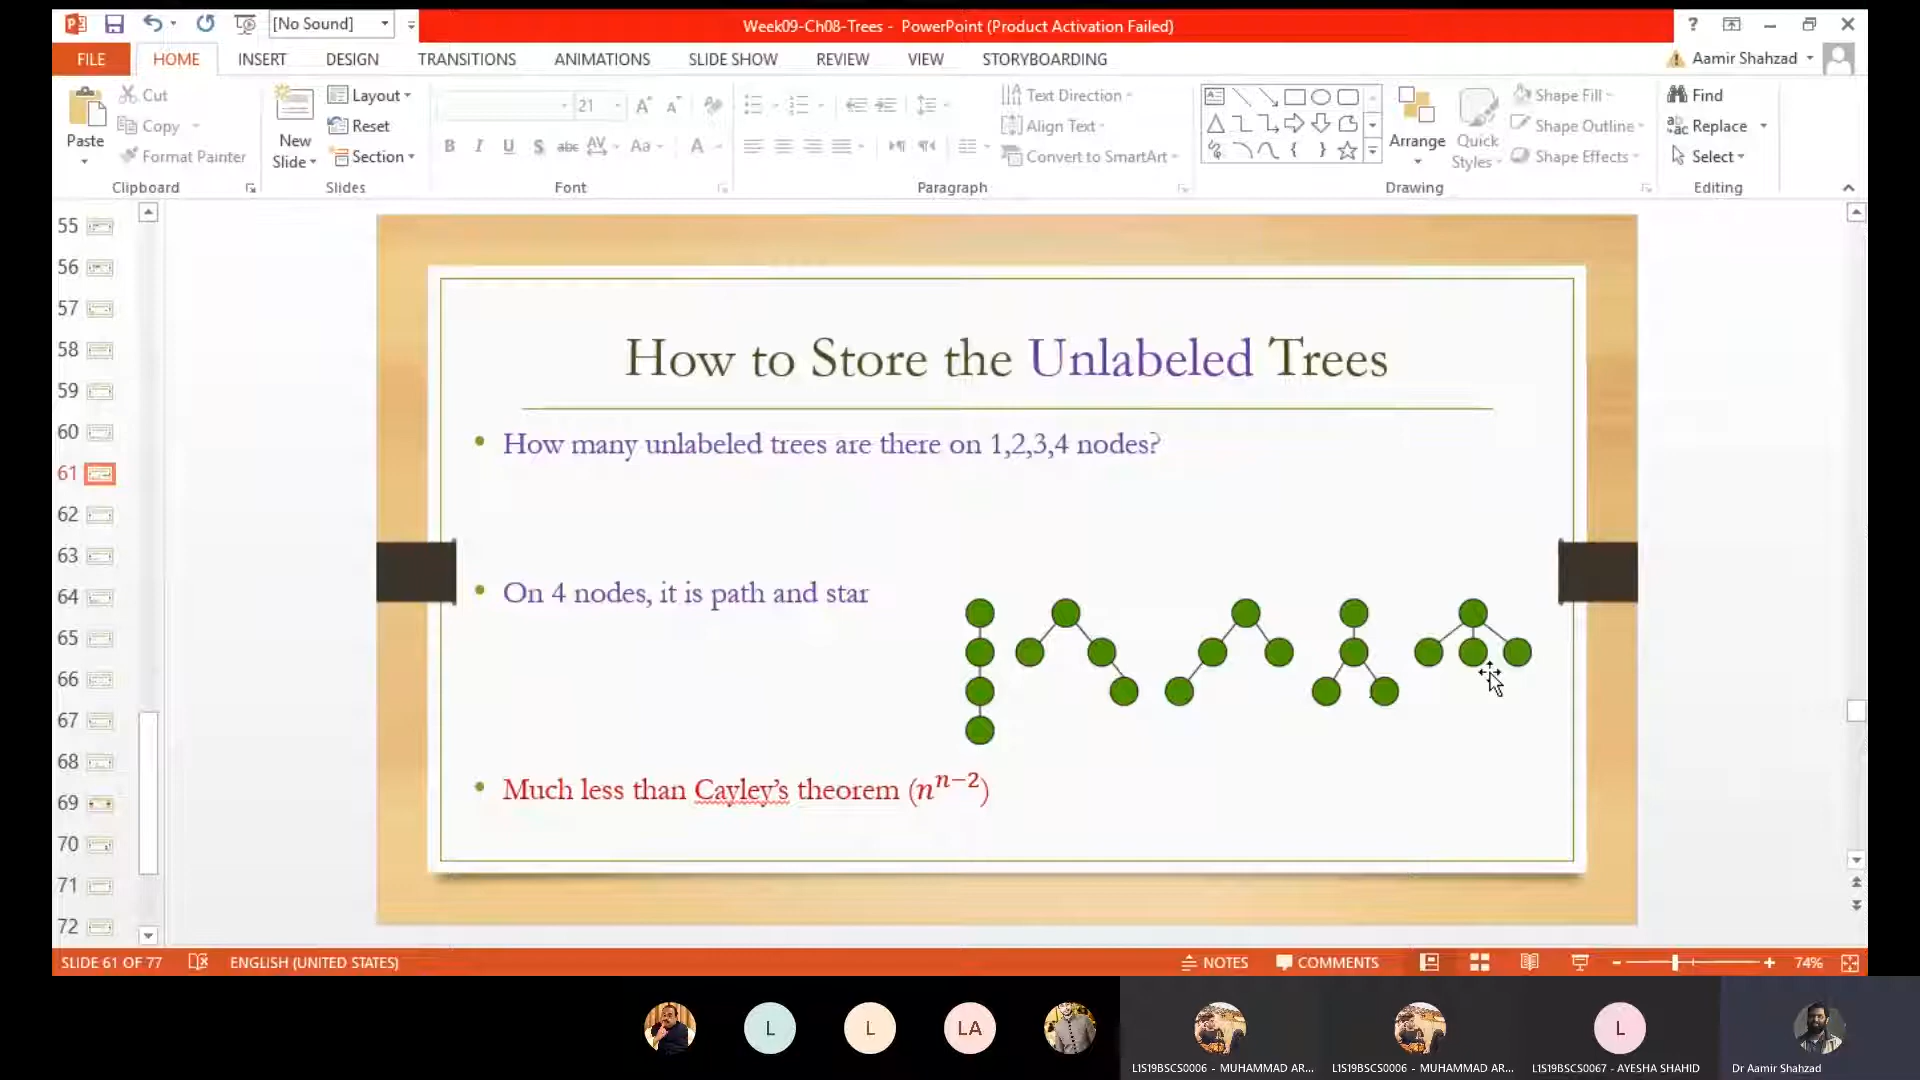 [No Sound]
Week09-Ch08-Trees - PowerPoint (Product Activation Failed)
?
FILE HOME INSERT DESIGN TRANSITIONS ANIMATIONS SLIDE SHOW REVIEW VIEW STORYBOARDING
Aamir Shahzad
Paste
Cut
Copy
Format Painter
Clipboard
New Slide
Layout
Reset
Section
Slides
21
B I U S abc AV Aa A
Font
Text Direction
Align Text
Convert to SmartArt
Paragraph
Arrange
Quick Styles
Shape Fill
Shape Outline
Shape Effects
Drawing
Find
Replace
Select
Editing
55
56
57
58
59
60
61
62
63
64
65
66
67
68
69
70
71
72
How to Store the Unlabeled Trees
• How many unlabeled trees are there on 1,2,3,4 nodes?
• On 4 nodes, it is path and star
• Much less than Cayley's theorem (n^{n-2})
SLIDE 61 OF 77 ENGLISH (UNITED STATES) NOTES COMMENTS 74%
L L LA L
L1S19BSCS0006 - MUHAMMAD AR... L1S19BSCS0006 - MUHAMMAD AR... L1S19BSCS0067 - AYESHA SHAHID Dr Aamir Shahzad